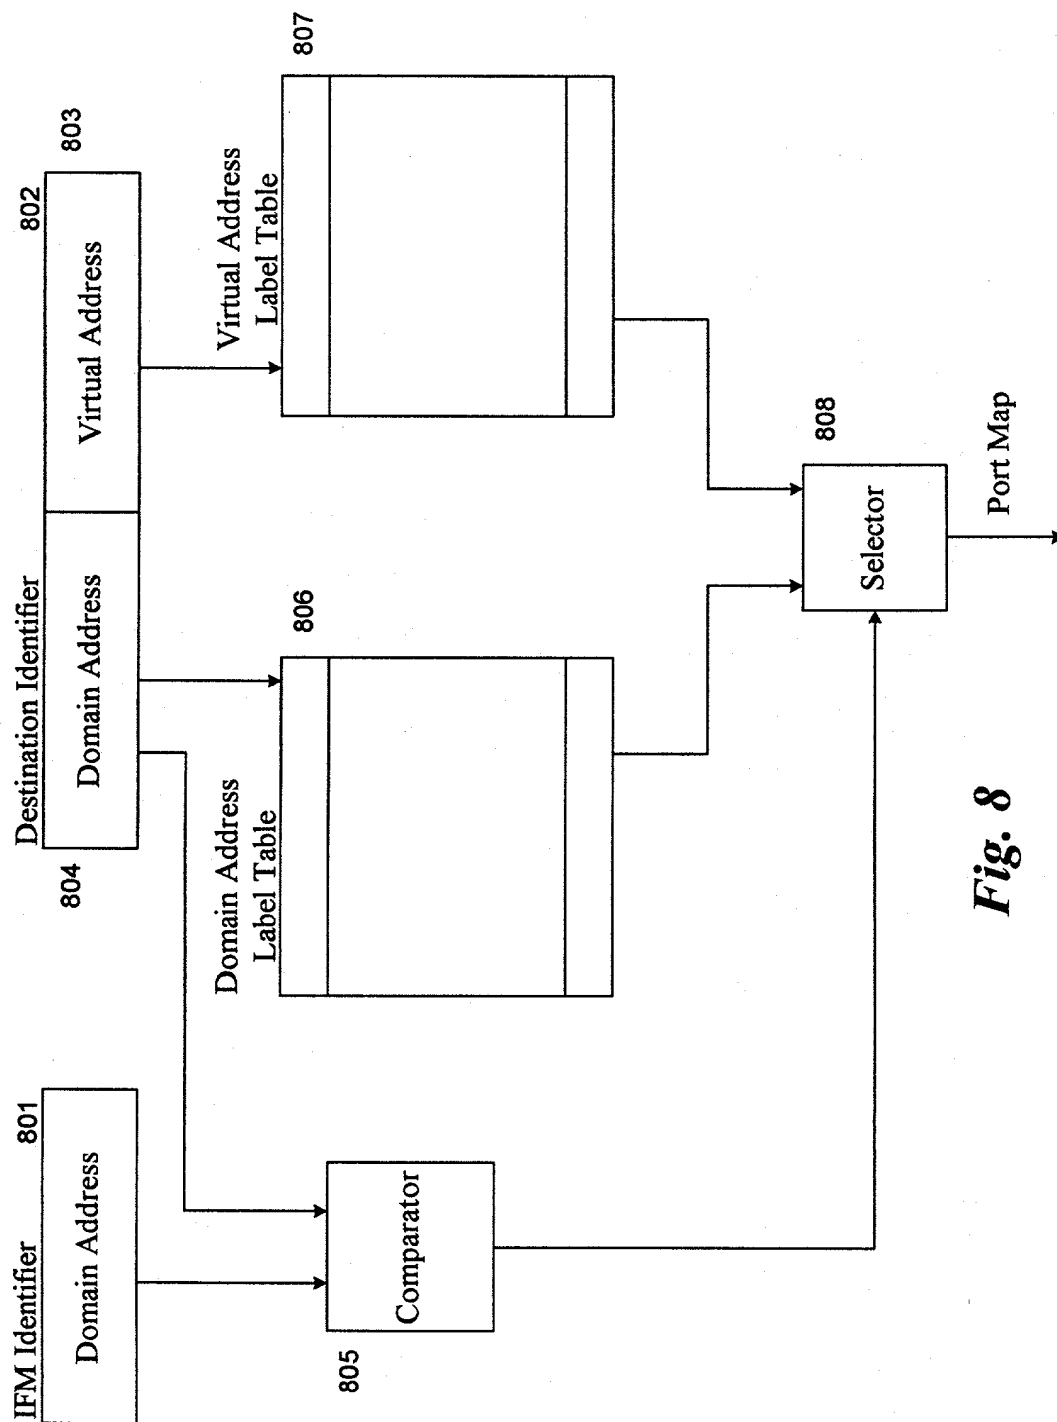 IFM Identifier
801
Domain Address
Destination Identifier
802
804
Domain Address
Virtual Address
803
Domain Address
Label Table
806
Virtual Address
Label Table
807
805
Comparator
Selector
808
Port Map
Fig. 8